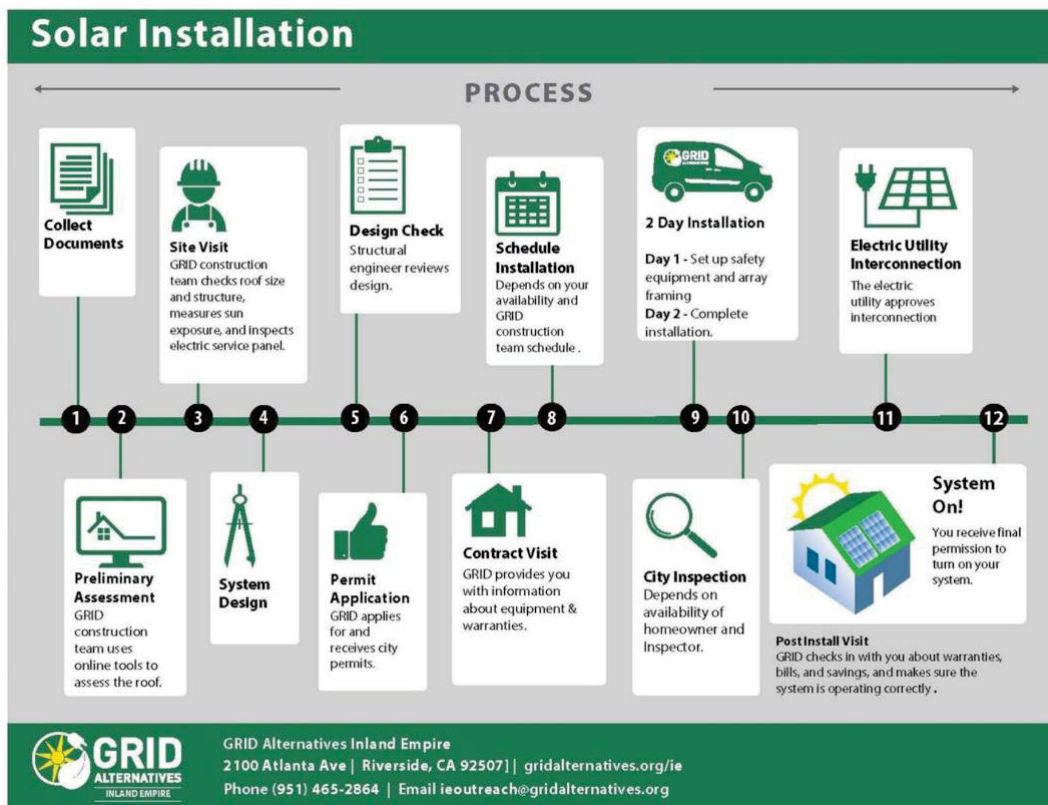 Solar Installation
PROCESS
Collect
Documents
1
Preliminary
Assessment
GRID
construction
team uses
online tools to
assess the roof.
2
Site Visit
GRID construction
team checks roof size
and structure,
measures sun
exposure, and inspects
electric service panel.
3
System
Design
4
Design Check
Structural
engineer reviews
design.
5
Permit
Application
GRID applies
for and
receives city
permits.
6
Contract Visit
GRID provides you
with information
about equipment &
warranties.
7
Schedule
Installation
Depends on your
availability and
GRID
construction
team schedule .
8
GRID
ALTERNATIVES
2 Day Installation
Day 1 - Set up safety
equipment and array
framing
Day 2 - Complete
installation.
9
City Inspection
Depends on
availability of
homeowner and
Inspector.
10
Electric Utility
Interconnection
The electric
utility approves
interconnection
11
System
On!
You receive final
permission to
turn on your
system.
12
Post Install Visit
GRID checks in with you about warranties,
bills, and savings, and makes sure the
system is operating correctly .
GRID
ALTERNATIVES
INLAND EMPIRE
GRID Alternatives Inland Empire
2100 Atlanta Ave | Riverside, CA 92507] | gridalternatives.org/ie
Phone (951) 465-2864 | Email ieoutreach@gridalternatives.org